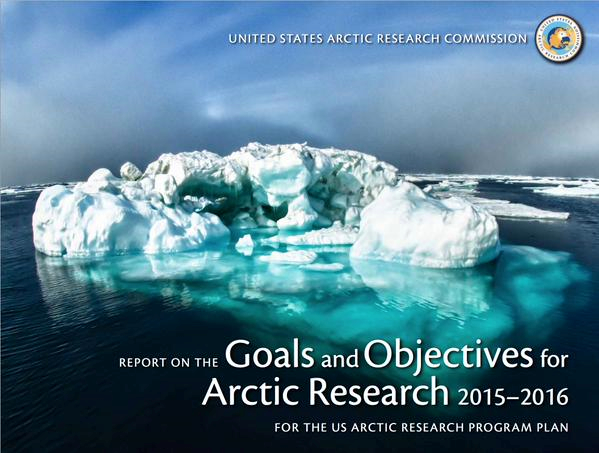 UNITED STATES ARCTIC RESEARCH COMMISSION
REPORT ON THE Goals and Objectives for
Arctic Research 2015–2016
FOR THE US ARCTIC RESEARCH PROGRAM PLAN